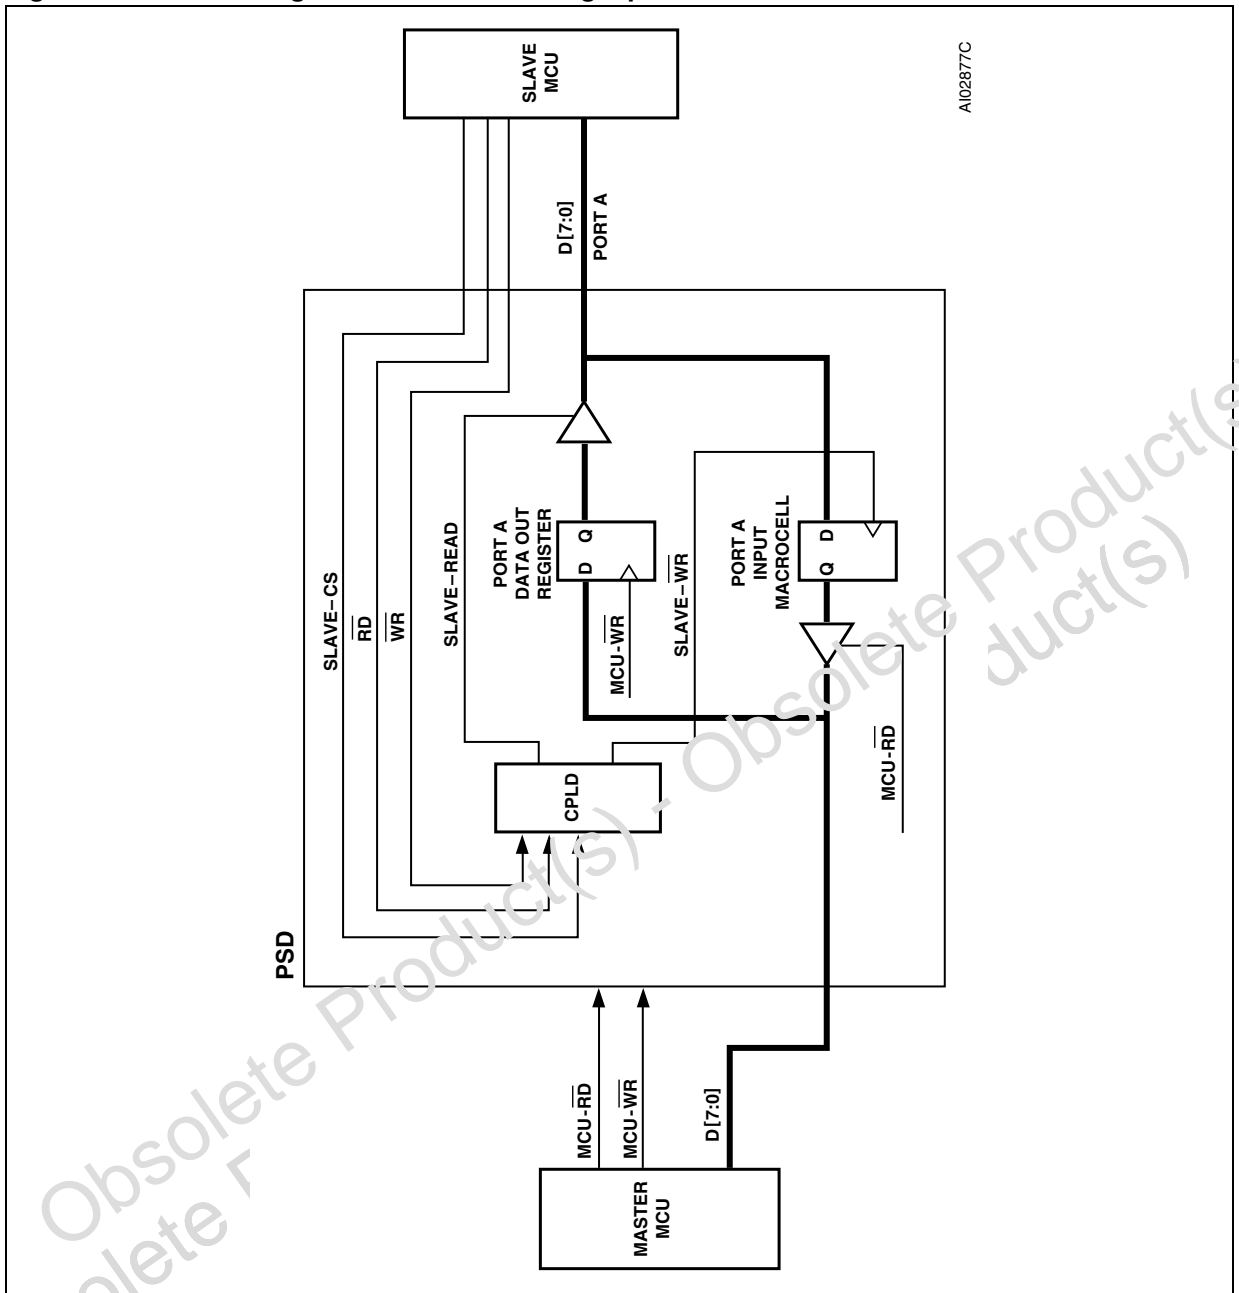 SLAVE
MCU
AI02877C
D[7:0]
PORT A
SLAVE–CS
RD
WR
SLAVE–READ
PORT A
DATA OUT
REGISTER
D Q
MCU-WR
SLAVE–WR
PORT A
INPUT
MACROCELL
Q D
MCU-RD
CPLD
PSD
MCU-RD
MCU-WR
D[7:0]
MASTER
MCU
Obsolete Product(s) - Obsolete Product(s)